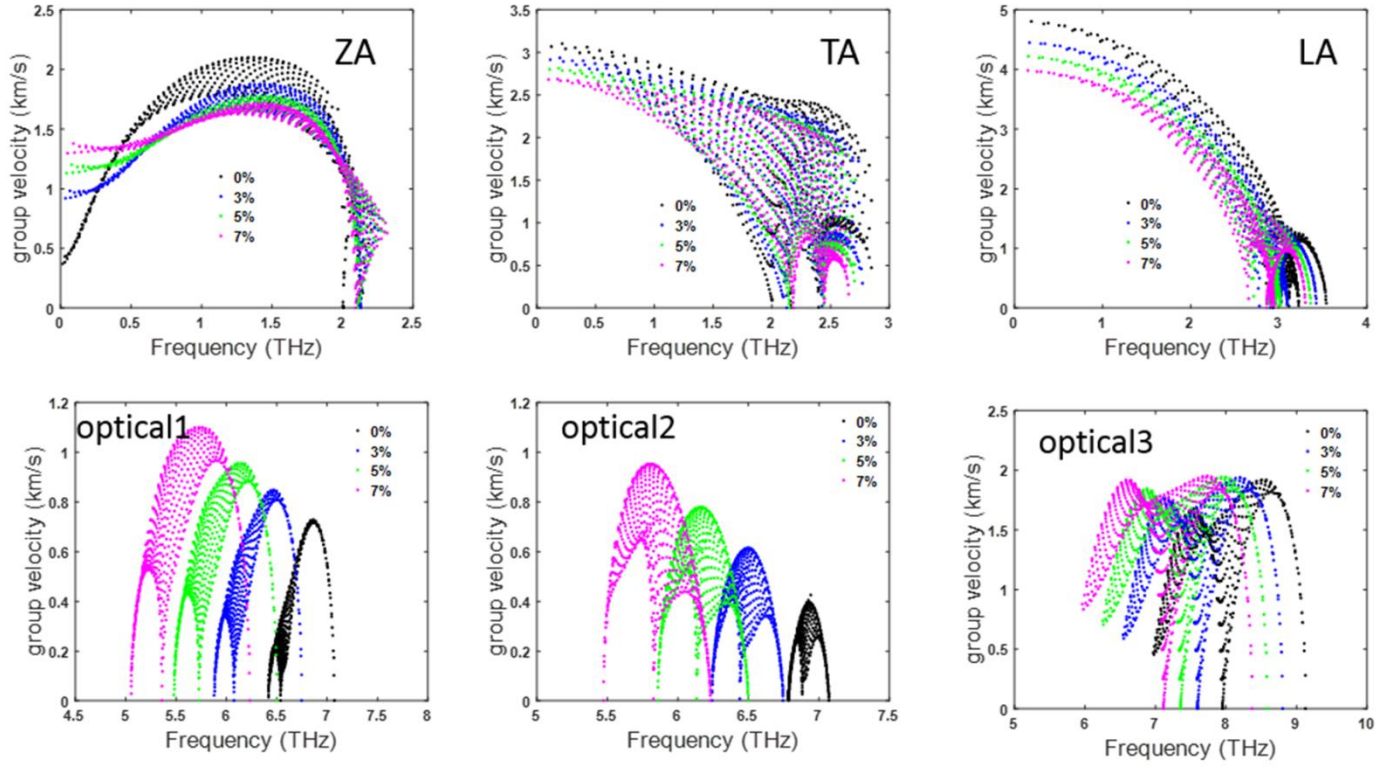 2.5
2
1.5
1
0.5
0
0 0.5 1 1.5 2 2.5
group velocity (km/s)
Frequency (THz)
ZA
0%
3%
5%
7%
3.5
3
2.5
2
1.5
1
0.5
0
0 0.5 1 1.5 2 2.5 3
group velocity (km/s)
Frequency (THz)
TA
0%
3%
5%
7%
5
4
3
2
1
0
0 1 2 3 4
group velocity (km/s)
Frequency (THz)
LA
0%
3%
5%
7%
1.2
1
0.8
0.6
0.4
0.2
0
4.5 5 5.5 6 6.5 7 7.5 8
group velocity (km/s)
Frequency (THz)
optical1
0%
3%
5%
7%
1.2
1
0.8
0.6
0.4
0.2
0
5 5.5 6 6.5 7 7.5
group velocity (km/s)
Frequency (THz)
optical2
0%
3%
5%
7%
2.5
2
1.5
1
0.5
0
5 6 7 8 9 10
group velocity (km/s)
Frequency (THz)
optical3
0%
3%
5%
7%